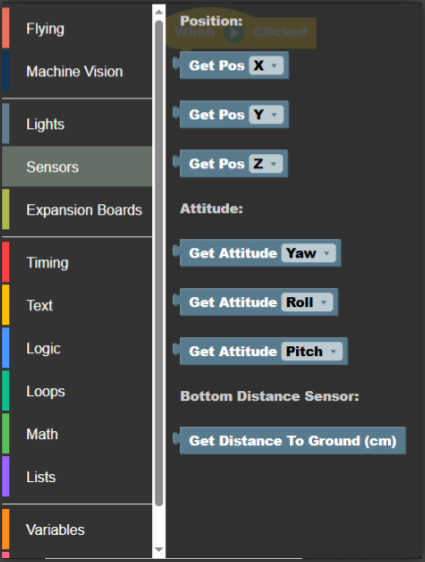 Flying
Machine Vision
Lights
Sensors
Expansion Boards
Timing
Text
Logic
Loops
Math
Lists
Variables
When Clicked
Position:
Get Pos X
Get Pos Y
Get Pos Z
Attitude:
Get Attitude Yaw
Get Attitude Roll
Get Attitude Pitch
Bottom Distance Sensor:
Get Distance To Ground (cm)